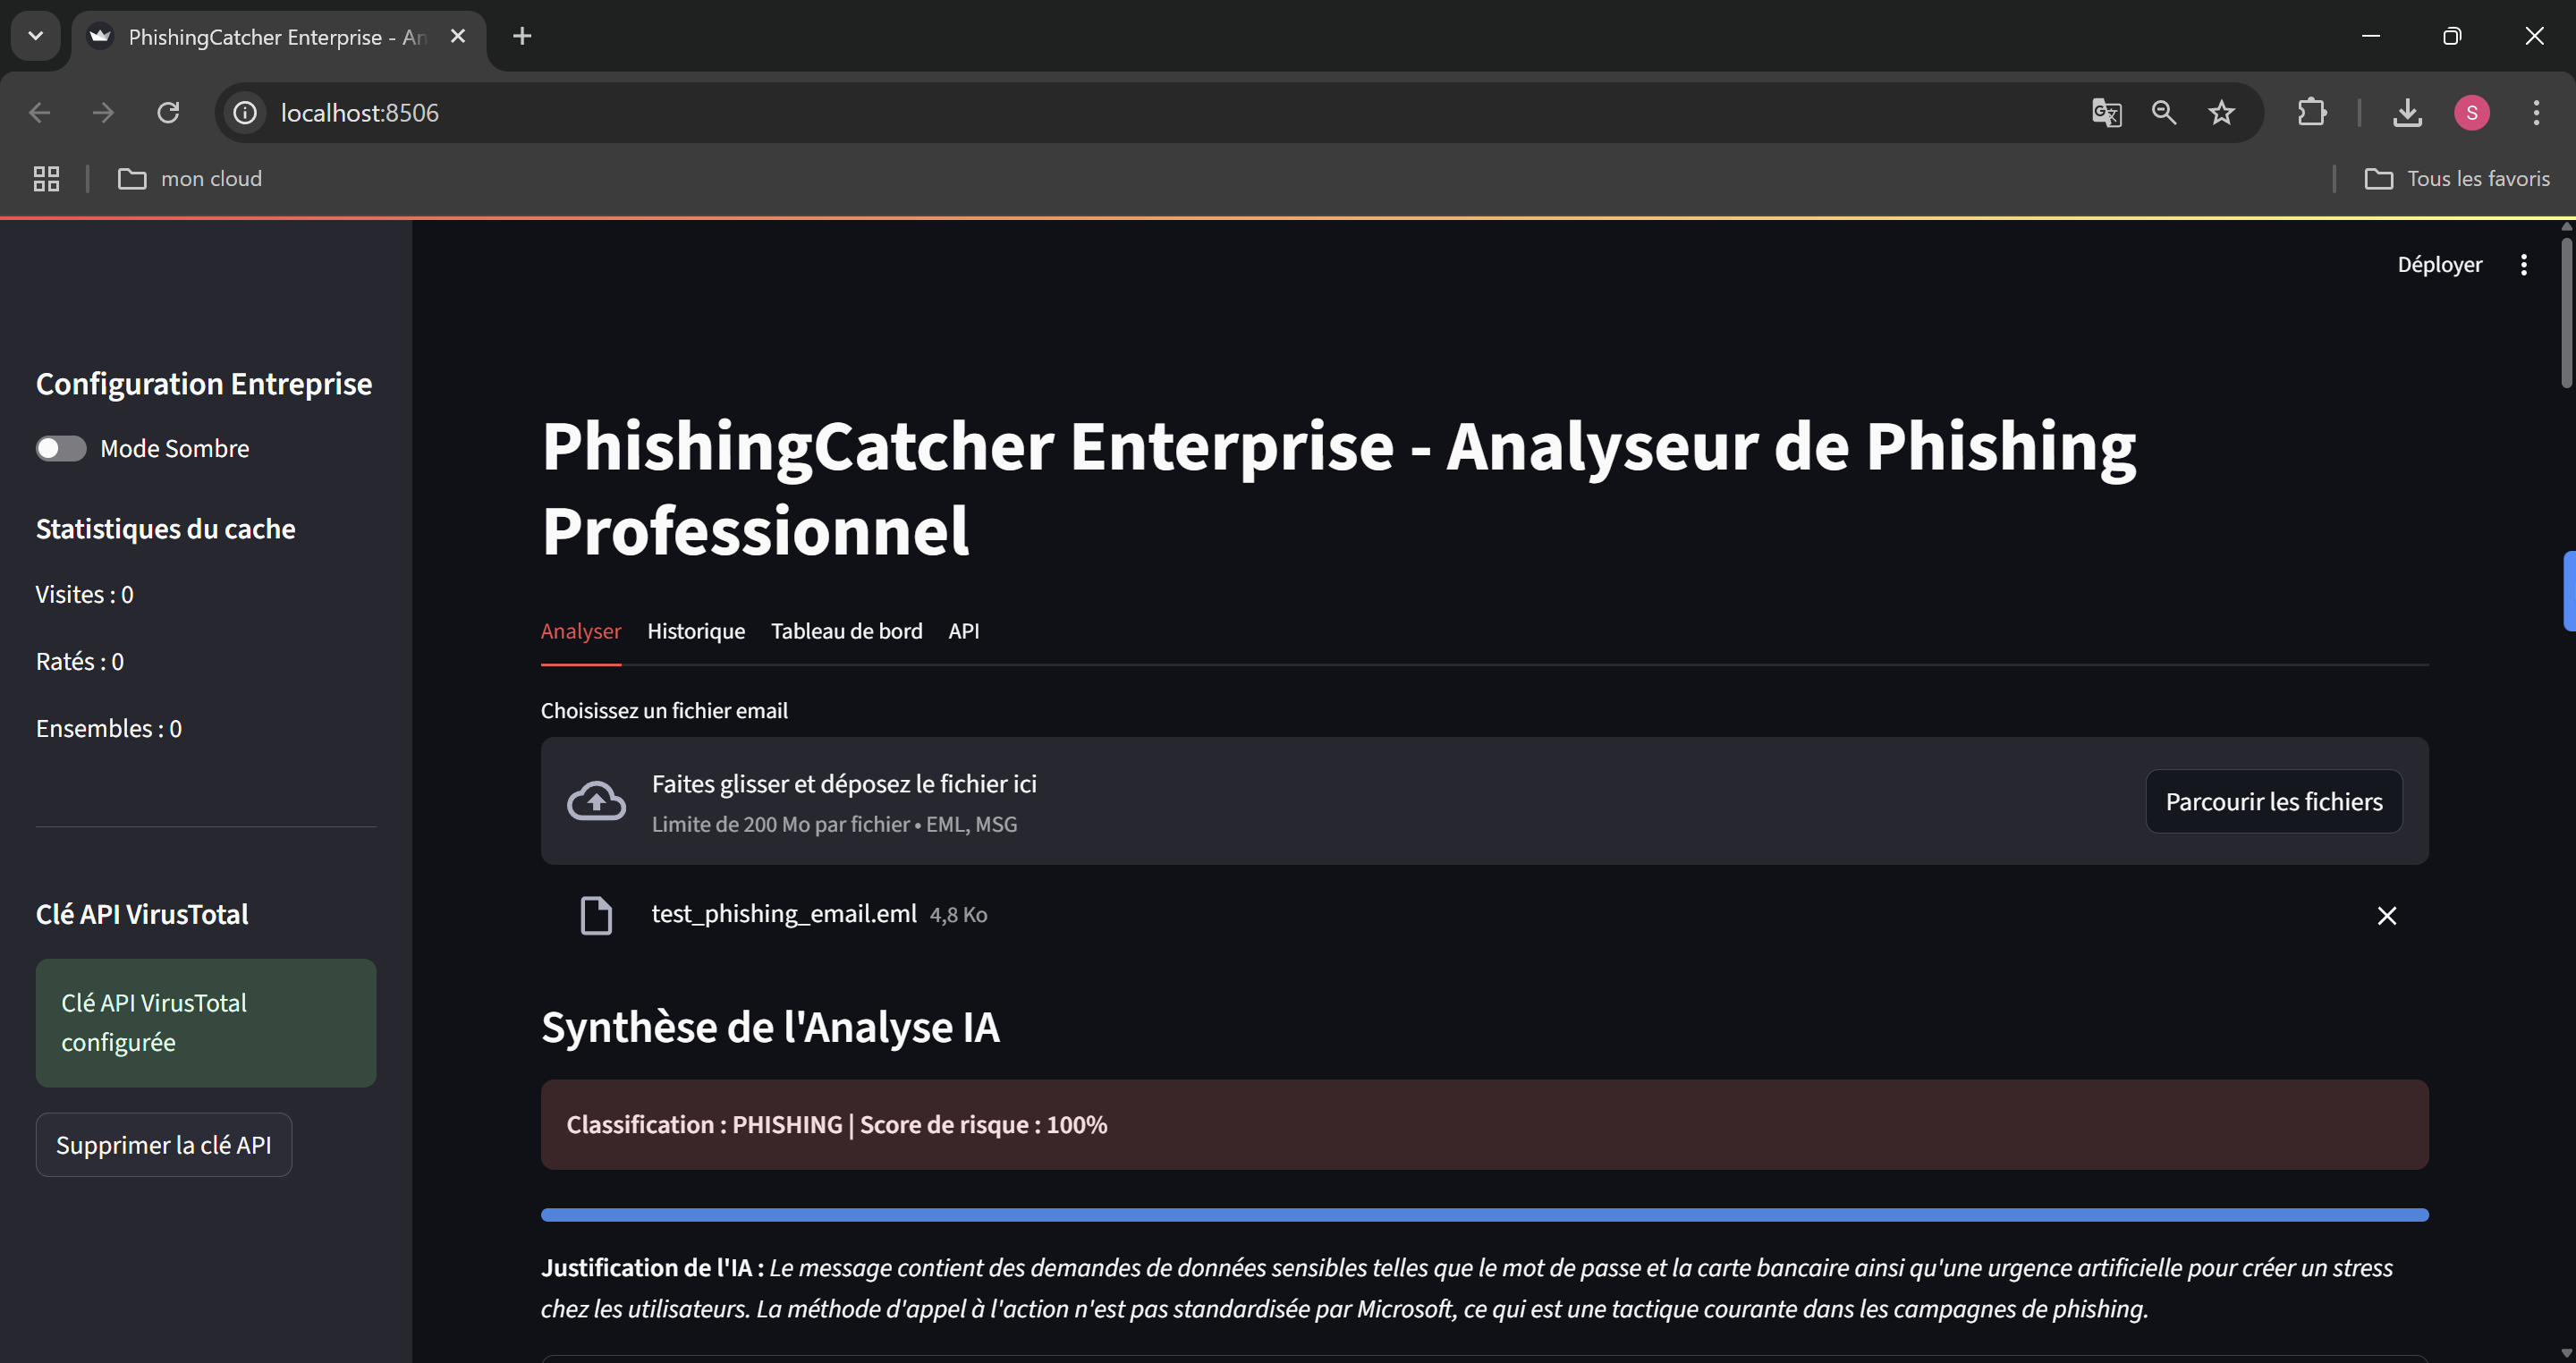 PhishingCatcher Enterprise - An
localhost:8506
S
mon cloud
Tous les favoris
Déployer
Configuration Entreprise
Mode Sombre
Statistiques du cache
Visites : 0
Ratés : 0
Ensembles : 0
Clé API VirusTotal
Clé API VirusTotal
configurée
Supprimer la clé API
PhishingCatcher Enterprise - Analyseur de Phishing
Professionnel
Analyser Historique Tableau de bord API
Choisissez un fichier email
Faites glisser et déposez le fichier ici
Limite de 200 Mo par fichier • EML, MSG
Parcourir les fichiers
test_phishing_email.eml 4,8 Ko
Synthèse de l'Analyse IA
Classification : PHISHING | Score de risque : 100%
Justification de l'IA : Le message contient des demandes de données sensibles telles que le mot de passe et la carte bancaire ainsi qu'une urgence artificielle pour créer un stress
chez les utilisateurs. La méthode d'appel à l'action n'est pas standardisée par Microsoft, ce qui est une tactique courante dans les campagnes de phishing.